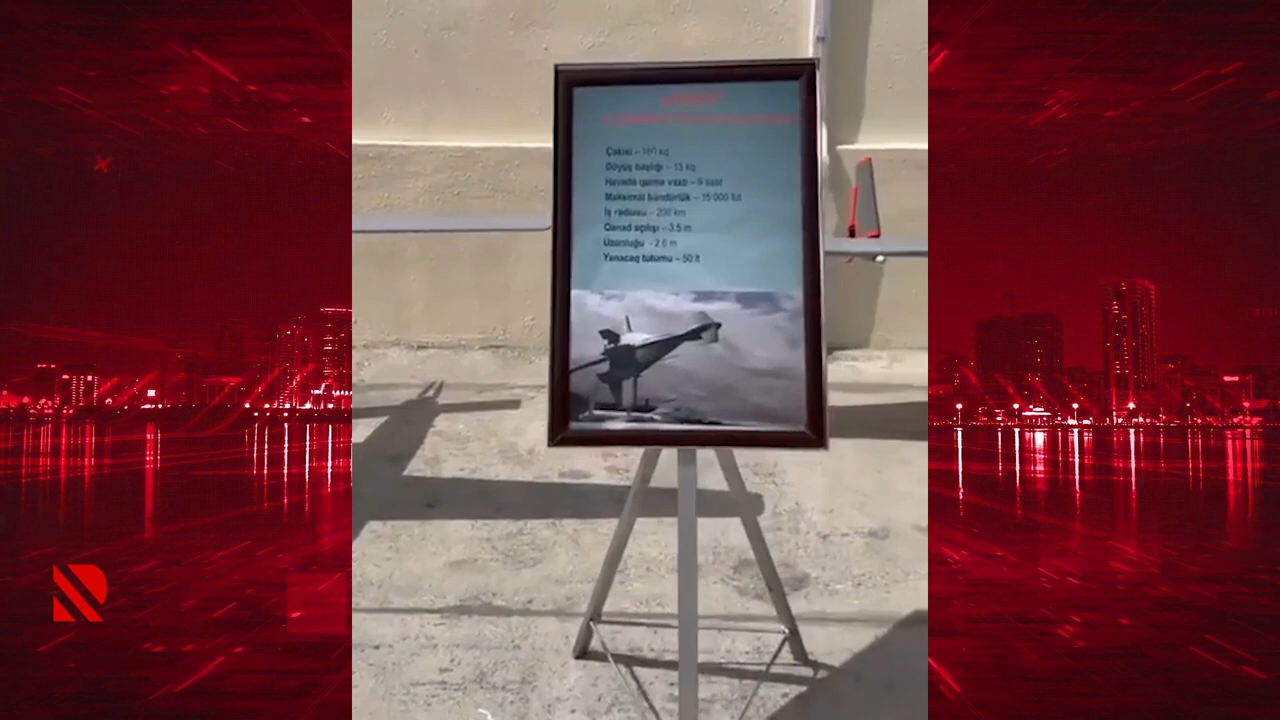 Çəkisi – kq
Döyüş başlığı – 15 kq
Havada qalma vaxtı – 9 saat
Maksimal hündürlük – 15 000 fut
İş radiusu – 200 km
Qanad açılışı – 3.5 m
Uzunluğu - 2.6 m
Yanacaq tutumu – 50 lt